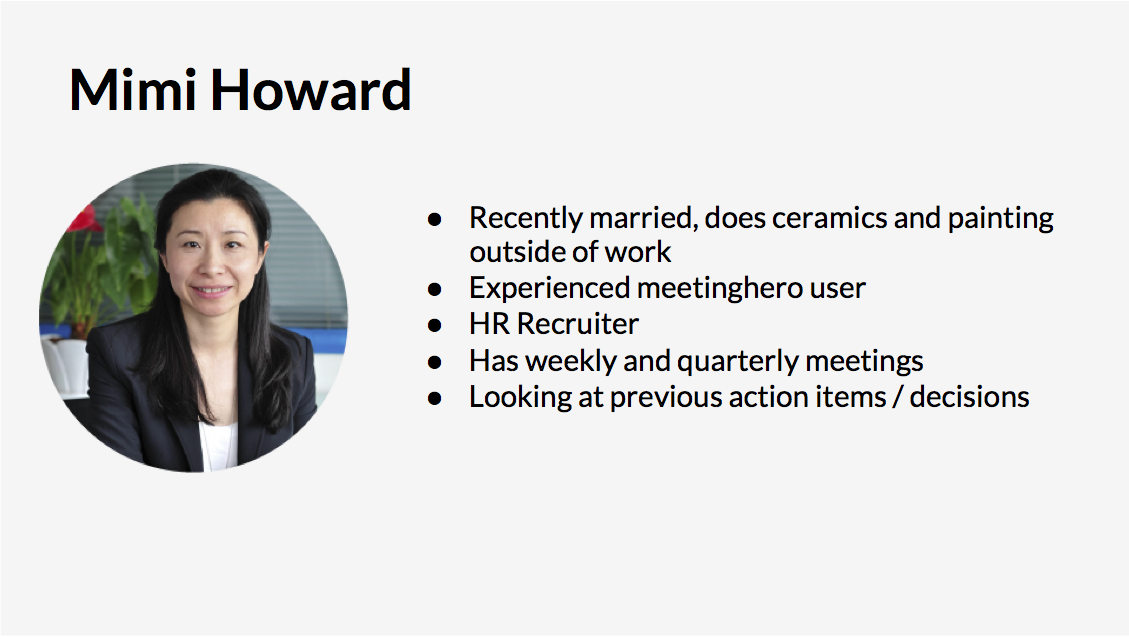 Mimi Howard
● Recently married, does ceramics and painting
outside of work
● Experienced meetinghero user
● HR Recruiter
● Has weekly and quarterly meetings
● Looking at previous action items / decisions